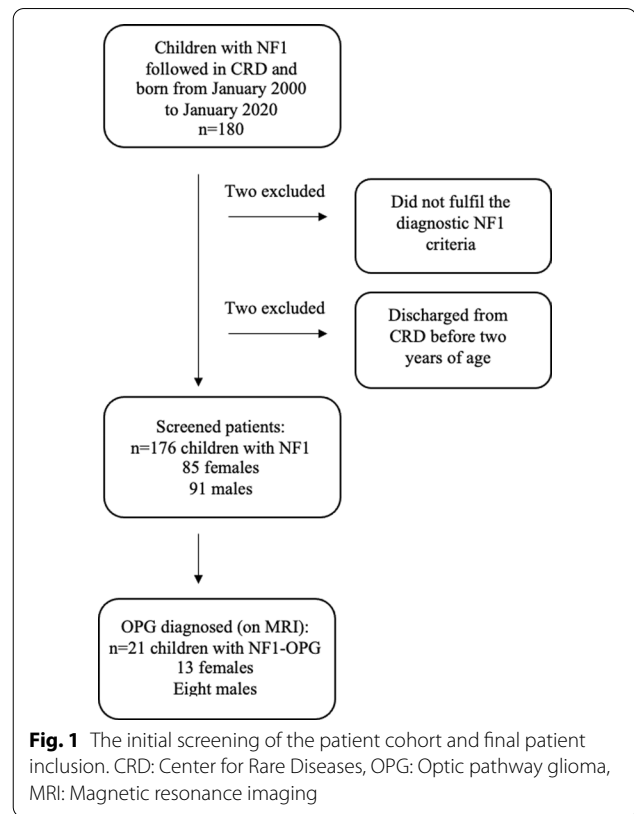 Children with NF1
followed in CRD and
born from January 2000
to January 2020
n=180
Two excluded
Did not fulfil the
diagnostic NF1
criteria
Two excluded
Discharged from
CRD before two
years of age
Screened patients:
n=176 children with NF1
85 females
91 males
OPG diagnosed (on MRI):
n=21 children with NF1-OPG
13 females
Eight males
Fig. 1 The initial screening of the patient cohort and final patient
inclusion. CRD: Center for Rare Diseases, OPG: Optic pathway glioma,
MRI: Magnetic resonance imaging